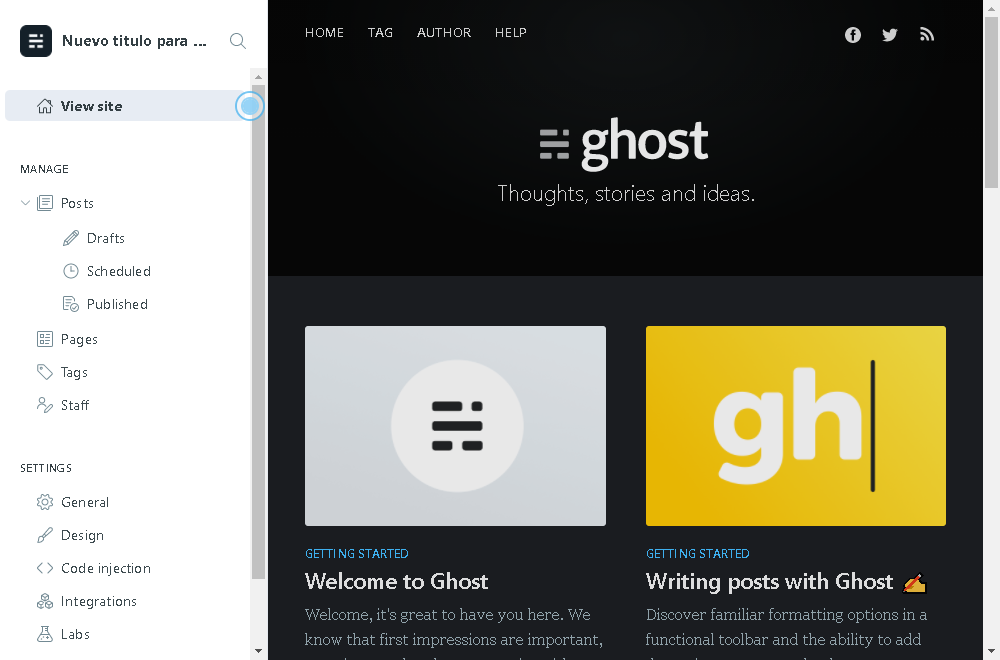 Nuevo titulo para ...
View site
MANAGE
Posts
Drafts
Scheduled
Published
Pages
Tags
Staff
SETTINGS
General
Design
Code injection
Integrations
Labs
HOME TAG AUTHOR HELP
ghost
Thoughts, stories and ideas.
gh
GETTING STARTED
Welcome to Ghost
Welcome, it's great to have you here. We
know that first impressions are important,
GETTING STARTED
Writing posts with Ghost ✍️
Discover familiar formatting options in a
functional toolbar and the ability to add